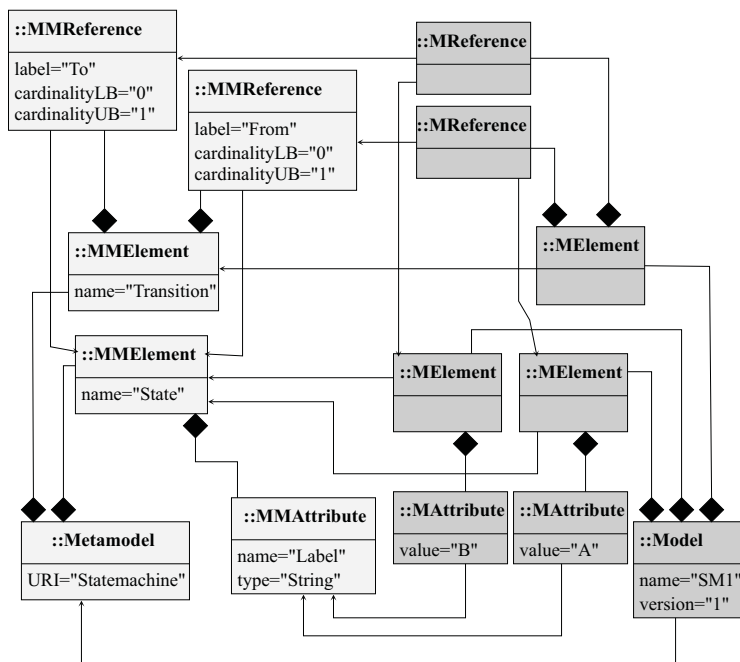 ::MMReference
label="To"
cardinalityLB="0"
cardinalityUB="1"
::MReference
::MMReference
label="From"
cardinalityLB="0"
cardinalityUB="1"
::MReference
::MMElement
name="Transition"
::MElement
::MMElement
name="State"
::MElement
::MElement
::Metamodel
URI="Statemachine"
::MMAttribute
name="Label"
type="String"
::MAttribute
value="B"
::MAttribute
value="A"
::Model
name="SM1"
version="1"